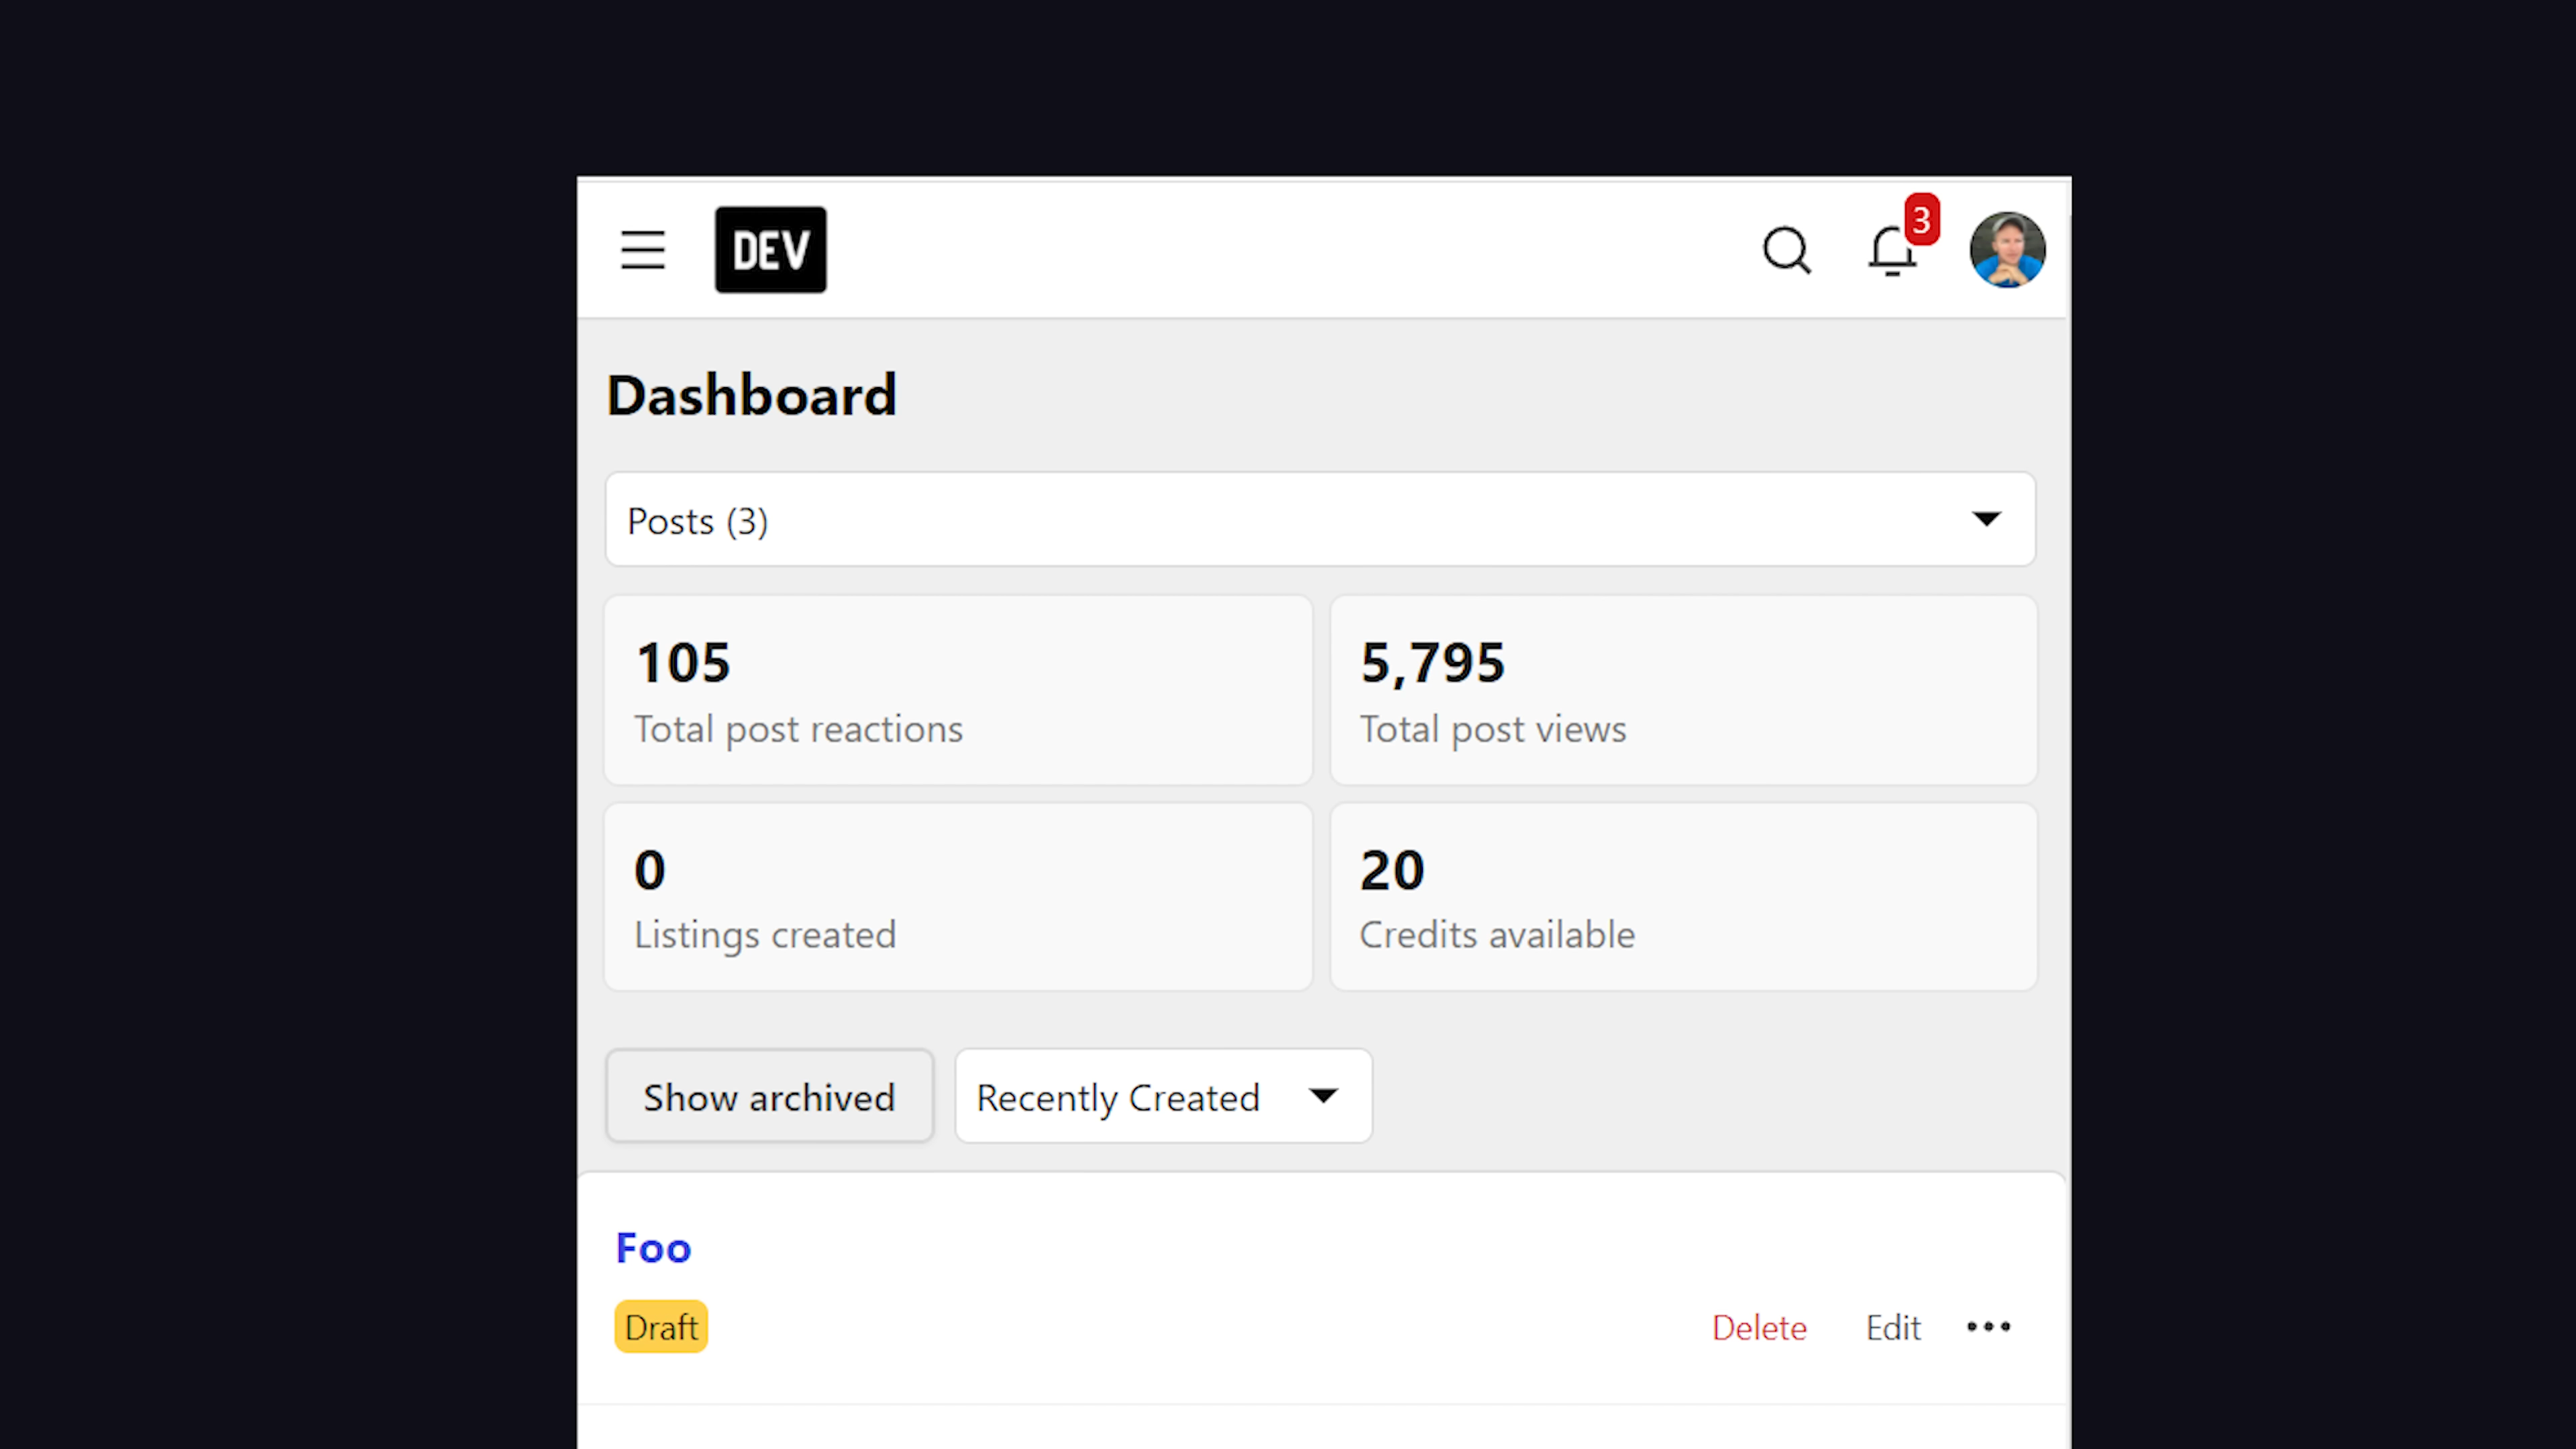 DEV
3
Dashboard
Posts (3)
105
Total post reactions
5,795
Total post views
0
Listings created
20
Credits available
Show archived
Recently Created
Foo
Draft
Delete
Edit